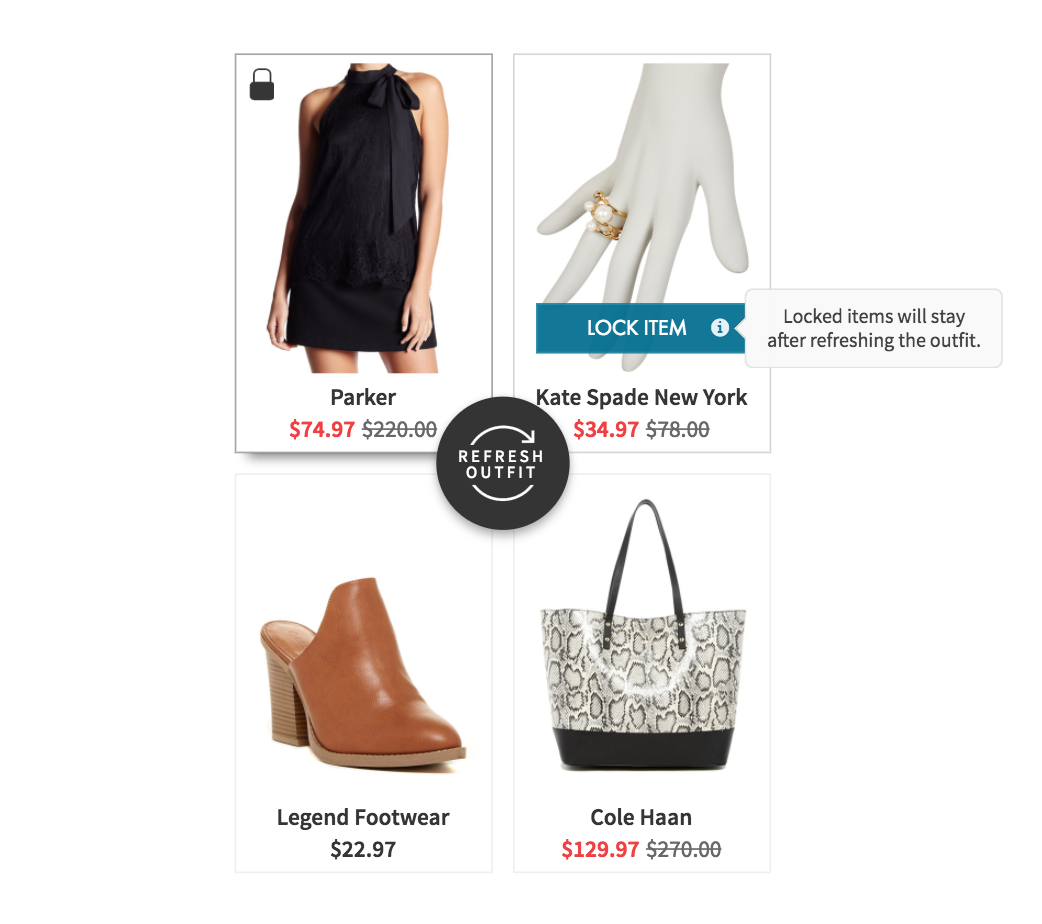 Parker
$74.97 $220.00
LOCK ITEM
Locked items will stay
after refreshing the outfit.
Kate Spade New York
$34.97 $78.00
REFRESH
OUTFIT
Legend Footwear
$22.97
Cole Haan
$129.97 $270.00